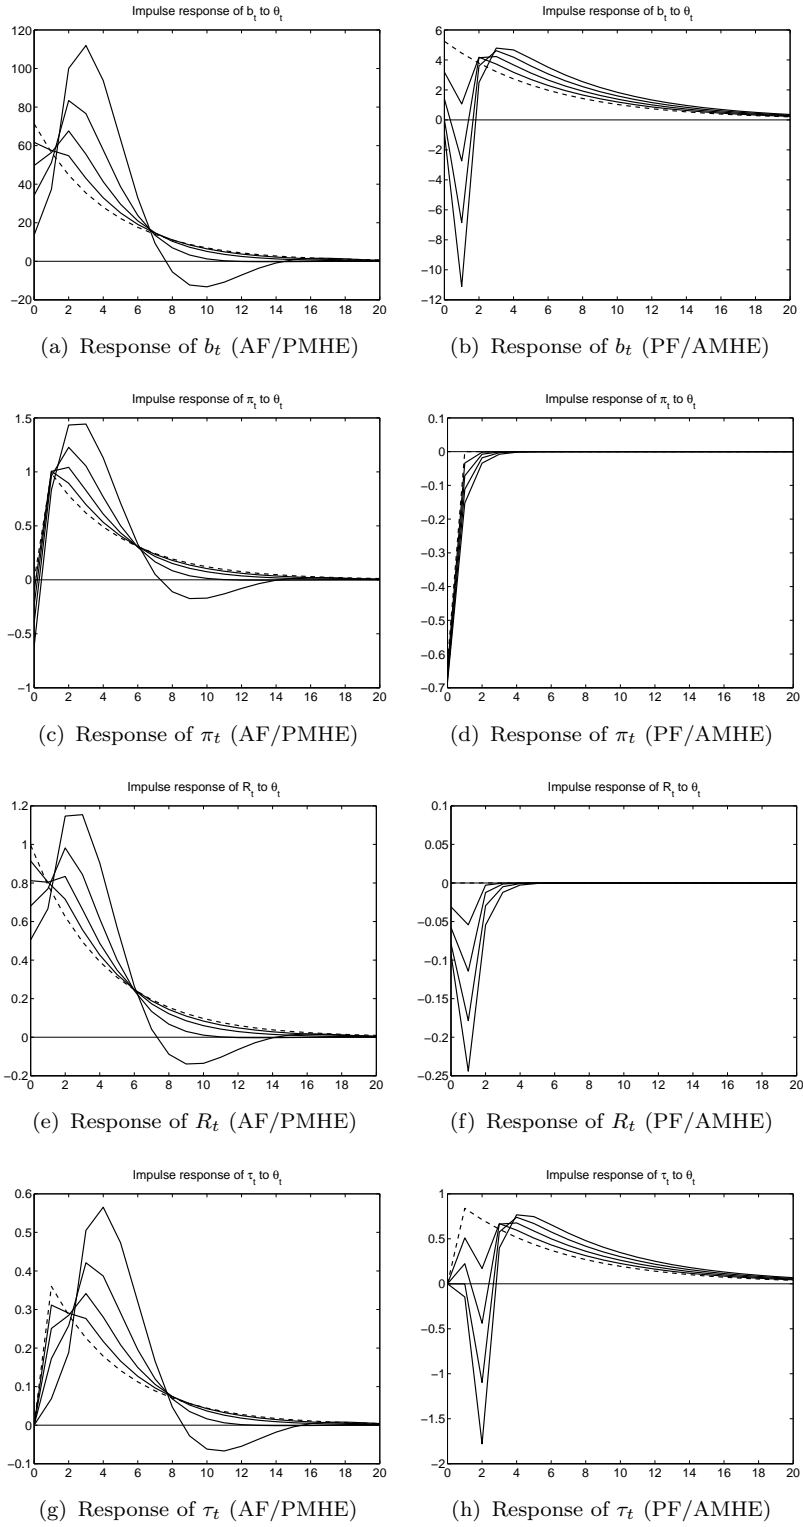 Impulse response of b_t to θ_t
120
100
80
60
40
20
0
−20
0 2 4 6 8 10 12 14 16 18 20
(a) Response of b_t (AF/PMHE)
Impulse response of b_t to θ_t
6
4
2
0
−2
−4
−6
−8
−10
−12
0 2 4 6 8 10 12 14 16 18 20
(b) Response of b_t (PF/AMHE)
Impulse response of π_t to θ_t
1.5
1
0.5
0
−0.5
−1
0 2 4 6 8 10 12 14 16 18 20
(c) Response of π_t (AF/PMHE)
Impulse response of π_t to θ_t
0.1
0
−0.1
−0.2
−0.3
−0.4
−0.5
−0.6
−0.7
0 2 4 6 8 10 12 14 16 18 20
(d) Response of π_t (PF/AMHE)
Impulse response of R_t to θ_t
1.2
1
0.8
0.6
0.4
0.2
0
−0.2
0 2 4 6 8 10 12 14 16 18 20
(e) Response of R_t (AF/PMHE)
Impulse response of R_t to θ_t
0.1
0.05
0
−0.05
−0.1
−0.15
−0.2
−0.25
0 2 4 6 8 10 12 14 16 18 20
(f) Response of R_t (PF/AMHE)
Impulse response of τ_t to θ_t
0.6
0.5
0.4
0.3
0.2
0.1
0
−0.1
0 2 4 6 8 10 12 14 16 18 20
(g) Response of τ_t (AF/PMHE)
Impulse response of τ_t to θ_t
1
0.5
0
−0.5
−1
−1.5
−2
0 2 4 6 8 10 12 14 16 18 20
(h) Response of τ_t (PF/AMHE)